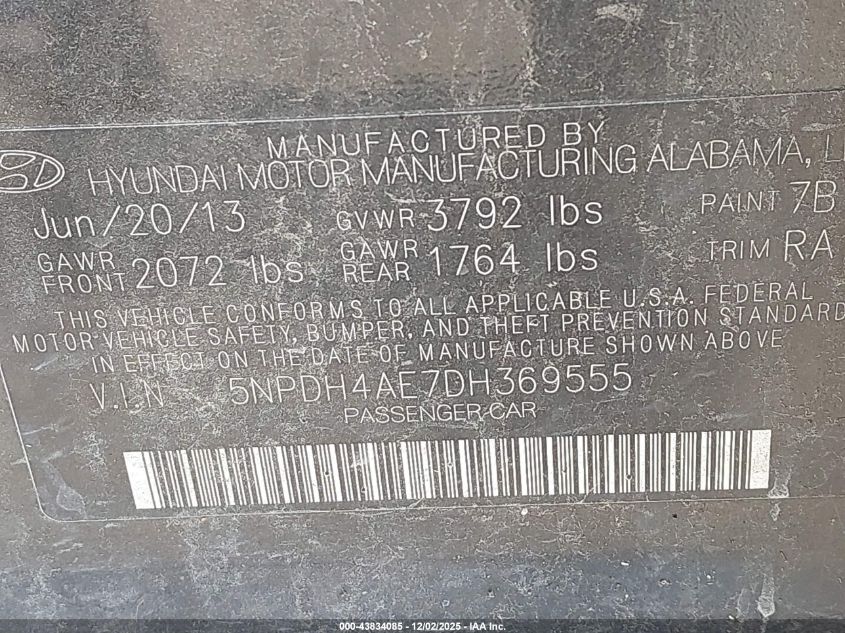 MANUFACTURED BY
HYUNDAI MOTOR MANUFACTURING ALABAMA,
Jun/20/13 GVWR 3792 lbs PAINT 7B
GAWR FRONT 2072 lbs GAWR REAR 1764 lbs TRIM RA
THIS VEHICLE CONFORMS TO ALL APPLICABLE U.S.A. FEDERAL
MOTOR VEHICLE SAFETY, BUMPER, AND THEFT PREVENTION STANDARD
IN EFFECT ON THE DATE OF MANUFACTURE SHOWN ABOVE
V.I.N 5NPDH4AE7DH369555
PASSENGER CAR
000-43834085 - 12/02/2025 - IAA Inc.